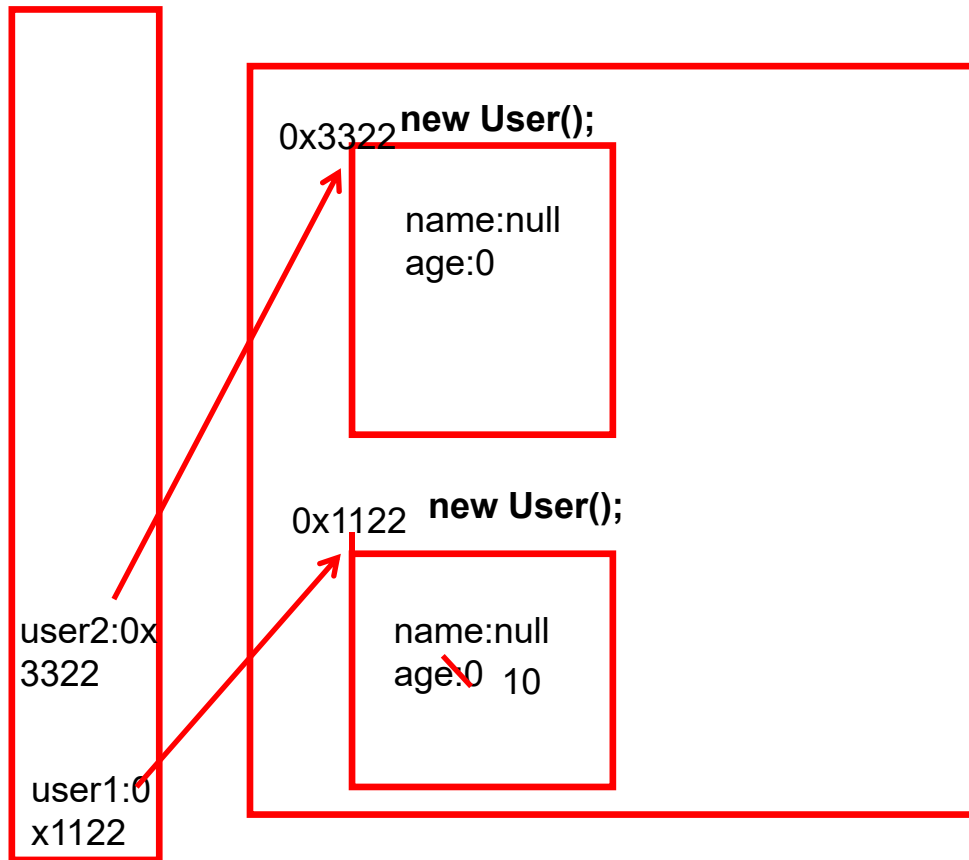 new User();
0x3322
name:null
age:0
new User();
0x1122
user2:0x
3322
name:null
age:0 10
user1:0
x1122